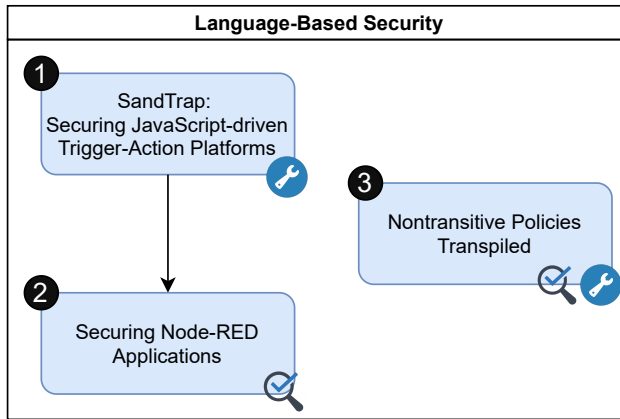 Language-Based Security
1
SandTrap:
Securing JavaScript-driven
Trigger-Action Platforms
3
Nontransitive Policies
Transpiled
2
Securing Node-RED
Applications